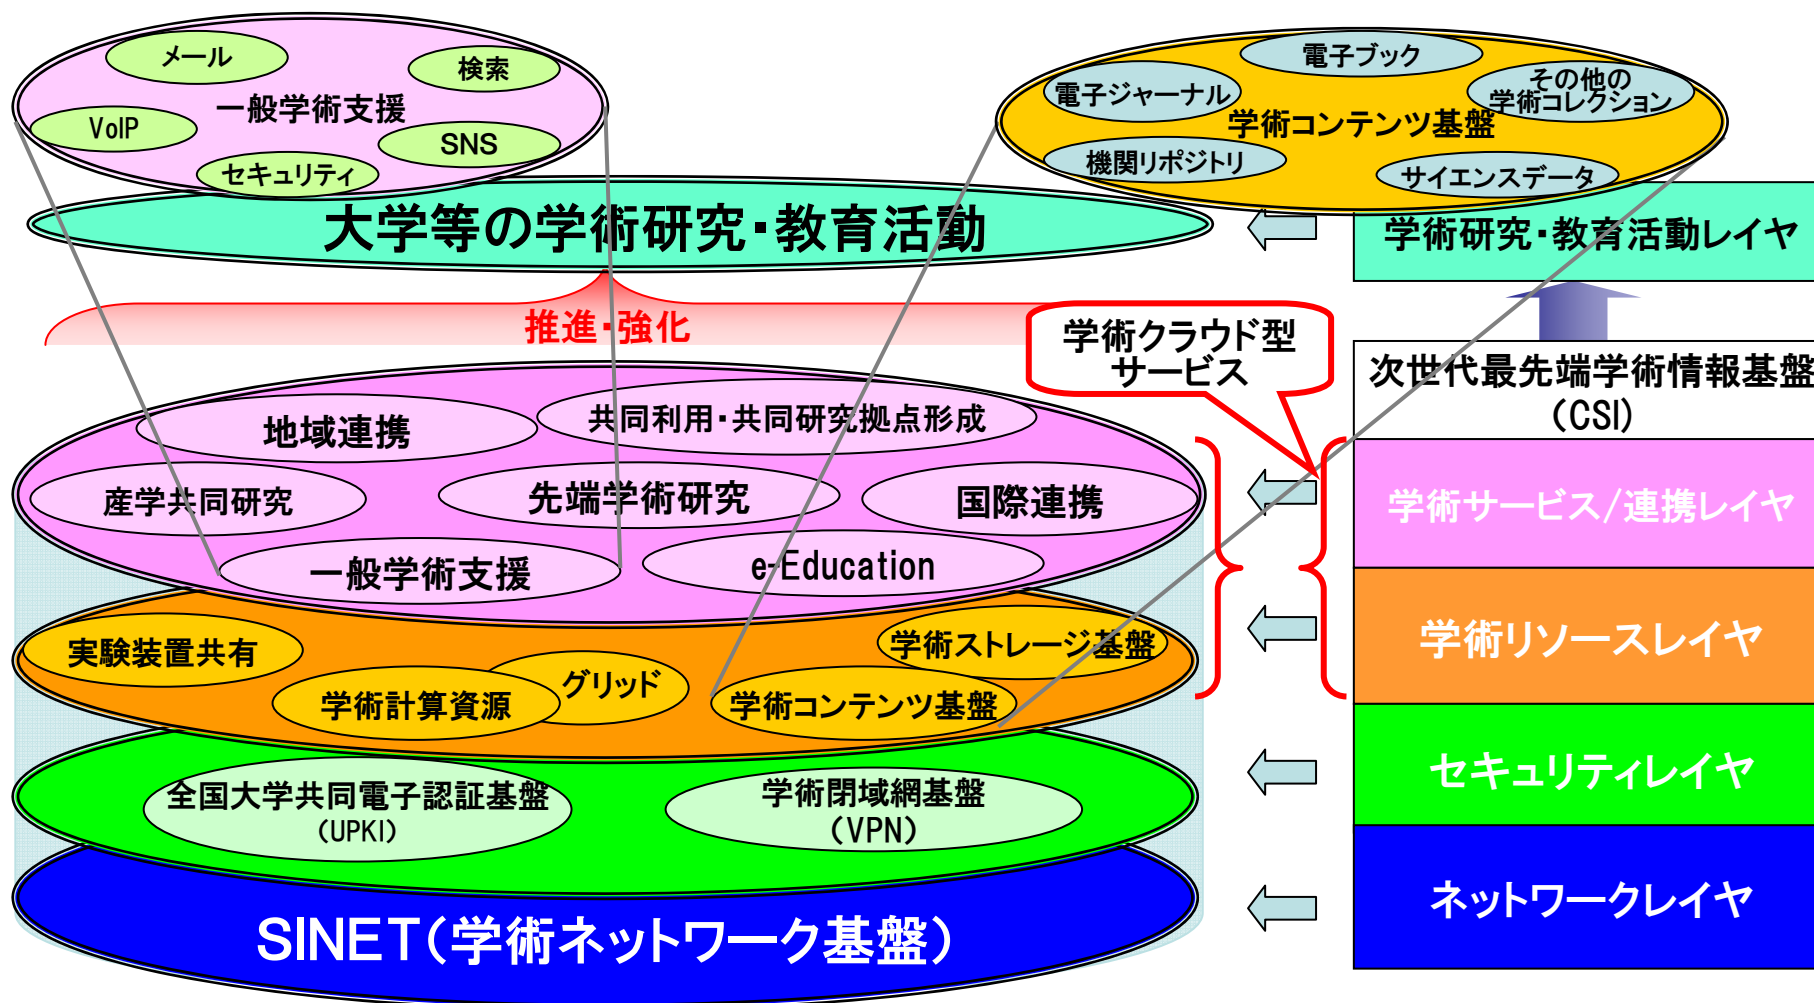 メール
検索
一般学術支援
VoIP
SNS
セキュリティ
電子ブック
電子ジャーナル
その他の
学術コレクション
学術コンテンツ基盤
機関リポジトリ
サイエンスデータ
大学等の学術研究・教育活動
学術研究・教育活動レイヤ
推進・強化
学術クラウド型
サービス
次世代最先端学術情報基盤
（CSI）
地域連携
共同利用・共同研究拠点形成
産学共同研究
先端学術研究
国際連携
一般学術支援
e-Education
学術サービス/連携レイヤ
実験装置共有
学術ストレージ基盤
グリッド
学術計算資源
学術コンテンツ基盤
学術リソースレイヤ
全国大学共同電子認証基盤
（UPKI）
学術閉域網基盤
（VPN）
セキュリティレイヤ
SINET（学術ネットワーク基盤）
ネットワークレイヤ